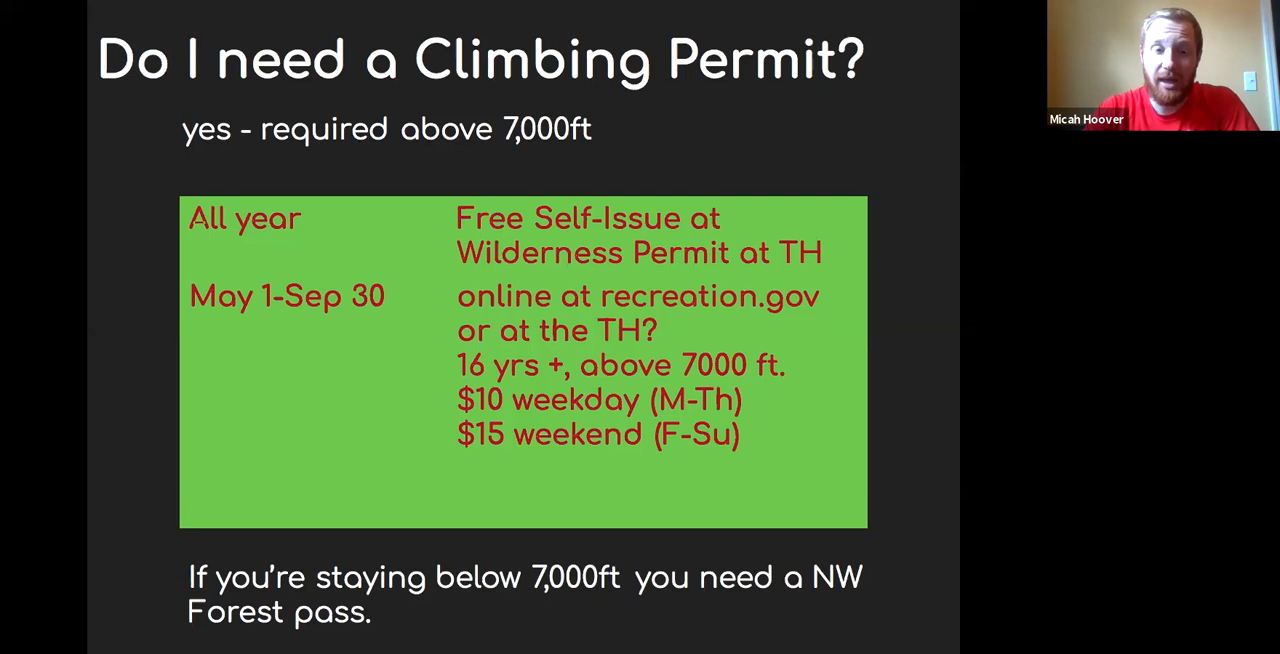 Do I need a Climbing Permit?
yes - required above 7,000ft
All year
Free Self-Issue at
Wilderness Permit at TH
May 1-Sep 30
online at recreation.gov
or at the TH?
16 yrs +, above 7000 ft.
$10 weekday (M-Th)
$15 weekend (F-Su)
If you're staying below 7,000ft you need a NW
Forest pass.
Micah Hoover